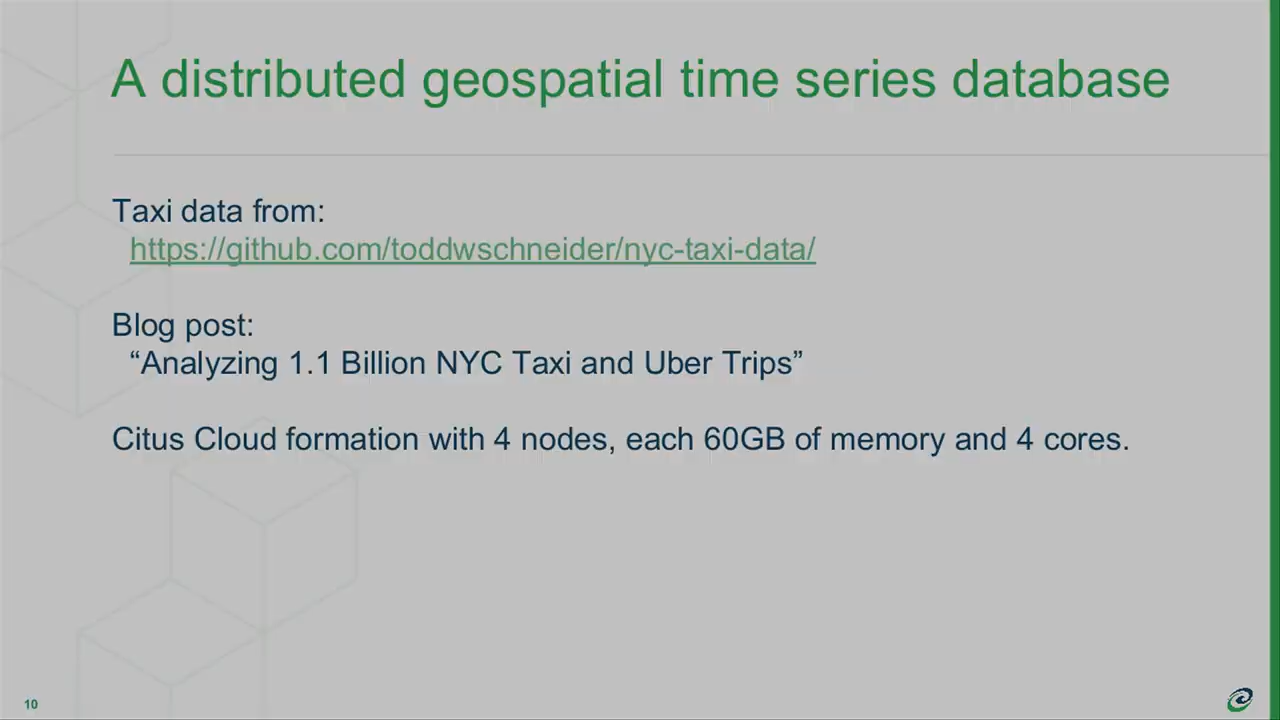 A distributed geospatial time series database
Taxi data from:
https://github.com/toddwschneider/nyc-taxi-data/
Blog post:
“Analyzing 1.1 Billion NYC Taxi and Uber Trips”
Citus Cloud formation with 4 nodes, each 60GB of memory and 4 cores.
10